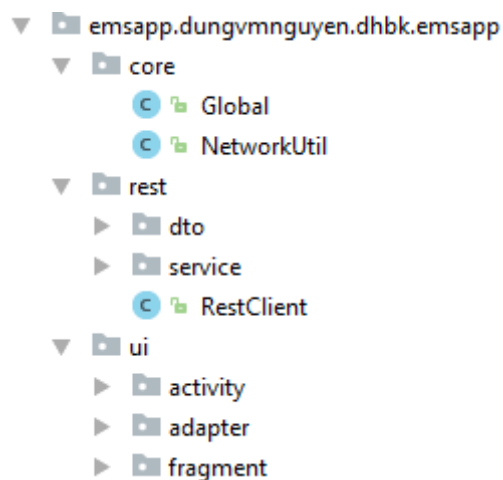 emsapp.dungvmnguyen.dhbk.emsapp
core
C Global
C NetworkUtil
rest
dto
service
C RestClient
ui
activity
adapter
fragment